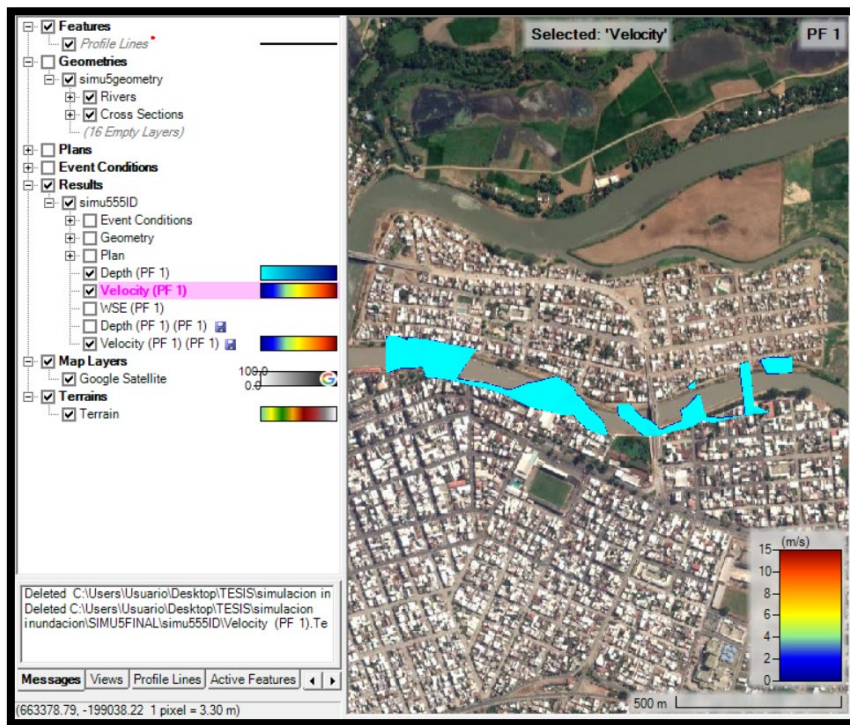 Features
Profile Lines
Geometries
simu5geometry
Rivers
Cross Sections
(16 Empty Layers)
Plans
Event Conditions
Results
simu555ID
Event Conditions
Geometry
Plan
Depth (PF 1)
Velocity (PF 1)
WSE (PF 1)
Depth (PF 1) (PF 1)
Velocity (PF 1) (PF 1)
Map Layers
Google Satellite
100.0
0.0
G
Terrains
Terrain
Deleted C:\Users\Usuario\Desktop\TESIS\simulacion in
Deleted C:\Users\Usuario\Desktop\TESIS\simulacion
inundacion\SIMU5FINAL\simu555ID\Velocity (PF 1).Te
Messages Views Profile Lines Active Features
(663378.79, -199038.22 1 pixel = 3.30 m)
Selected: 'Velocity'
PF 1
(m/s)
15
10
8
6
4
2
0
500 m